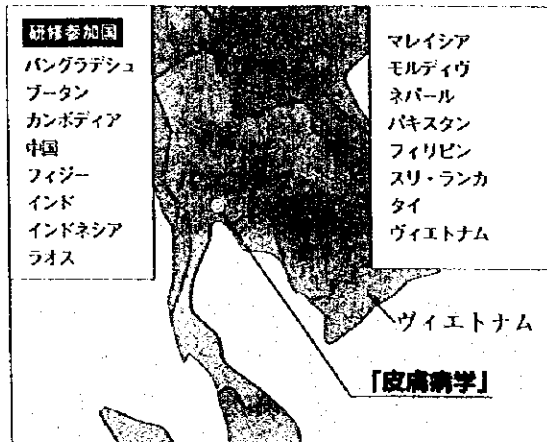 研修参加国
バングラデシュ
ブータン
カンボディア
中国
フィジー
インド
インドネシア
ラオス
マレイシア
モルディヴ
ネパール
パキスタン
フィリピン
スリ・ランカ
タイ
ヴィエトナム
ヴィエトナム
「皮膚病学」